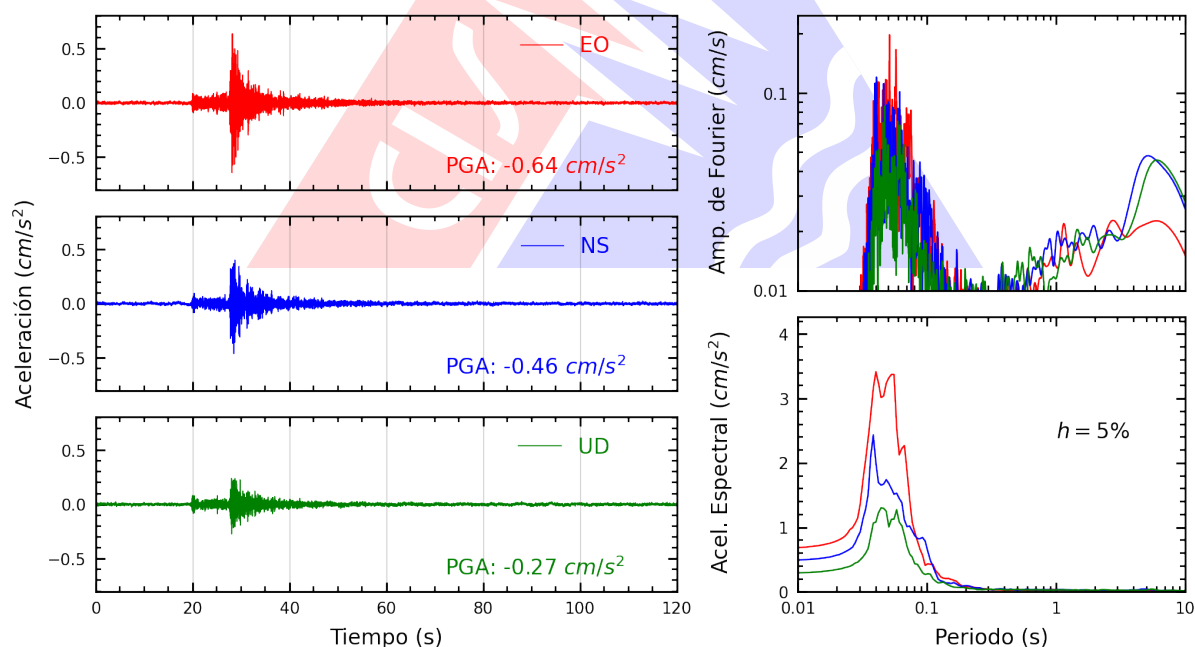 Aceleración (cm/s²)
0.5
0.0
−0.5
EO
PGA: -0.64 cm/s²
0.5
0.0
−0.5
NS
PGA: -0.46 cm/s²
0.5
0.0
−0.5
UD
PGA: -0.27 cm/s²
0 20 40 60 80 100 120
Tiempo (s)
Amp. de Fourier (cm/s)
0.1
0.01
Acel. Espectral (cm/s²)
4
3
2
1
0
h = 5%
0.01 0.1 1 10
Periodo (s)